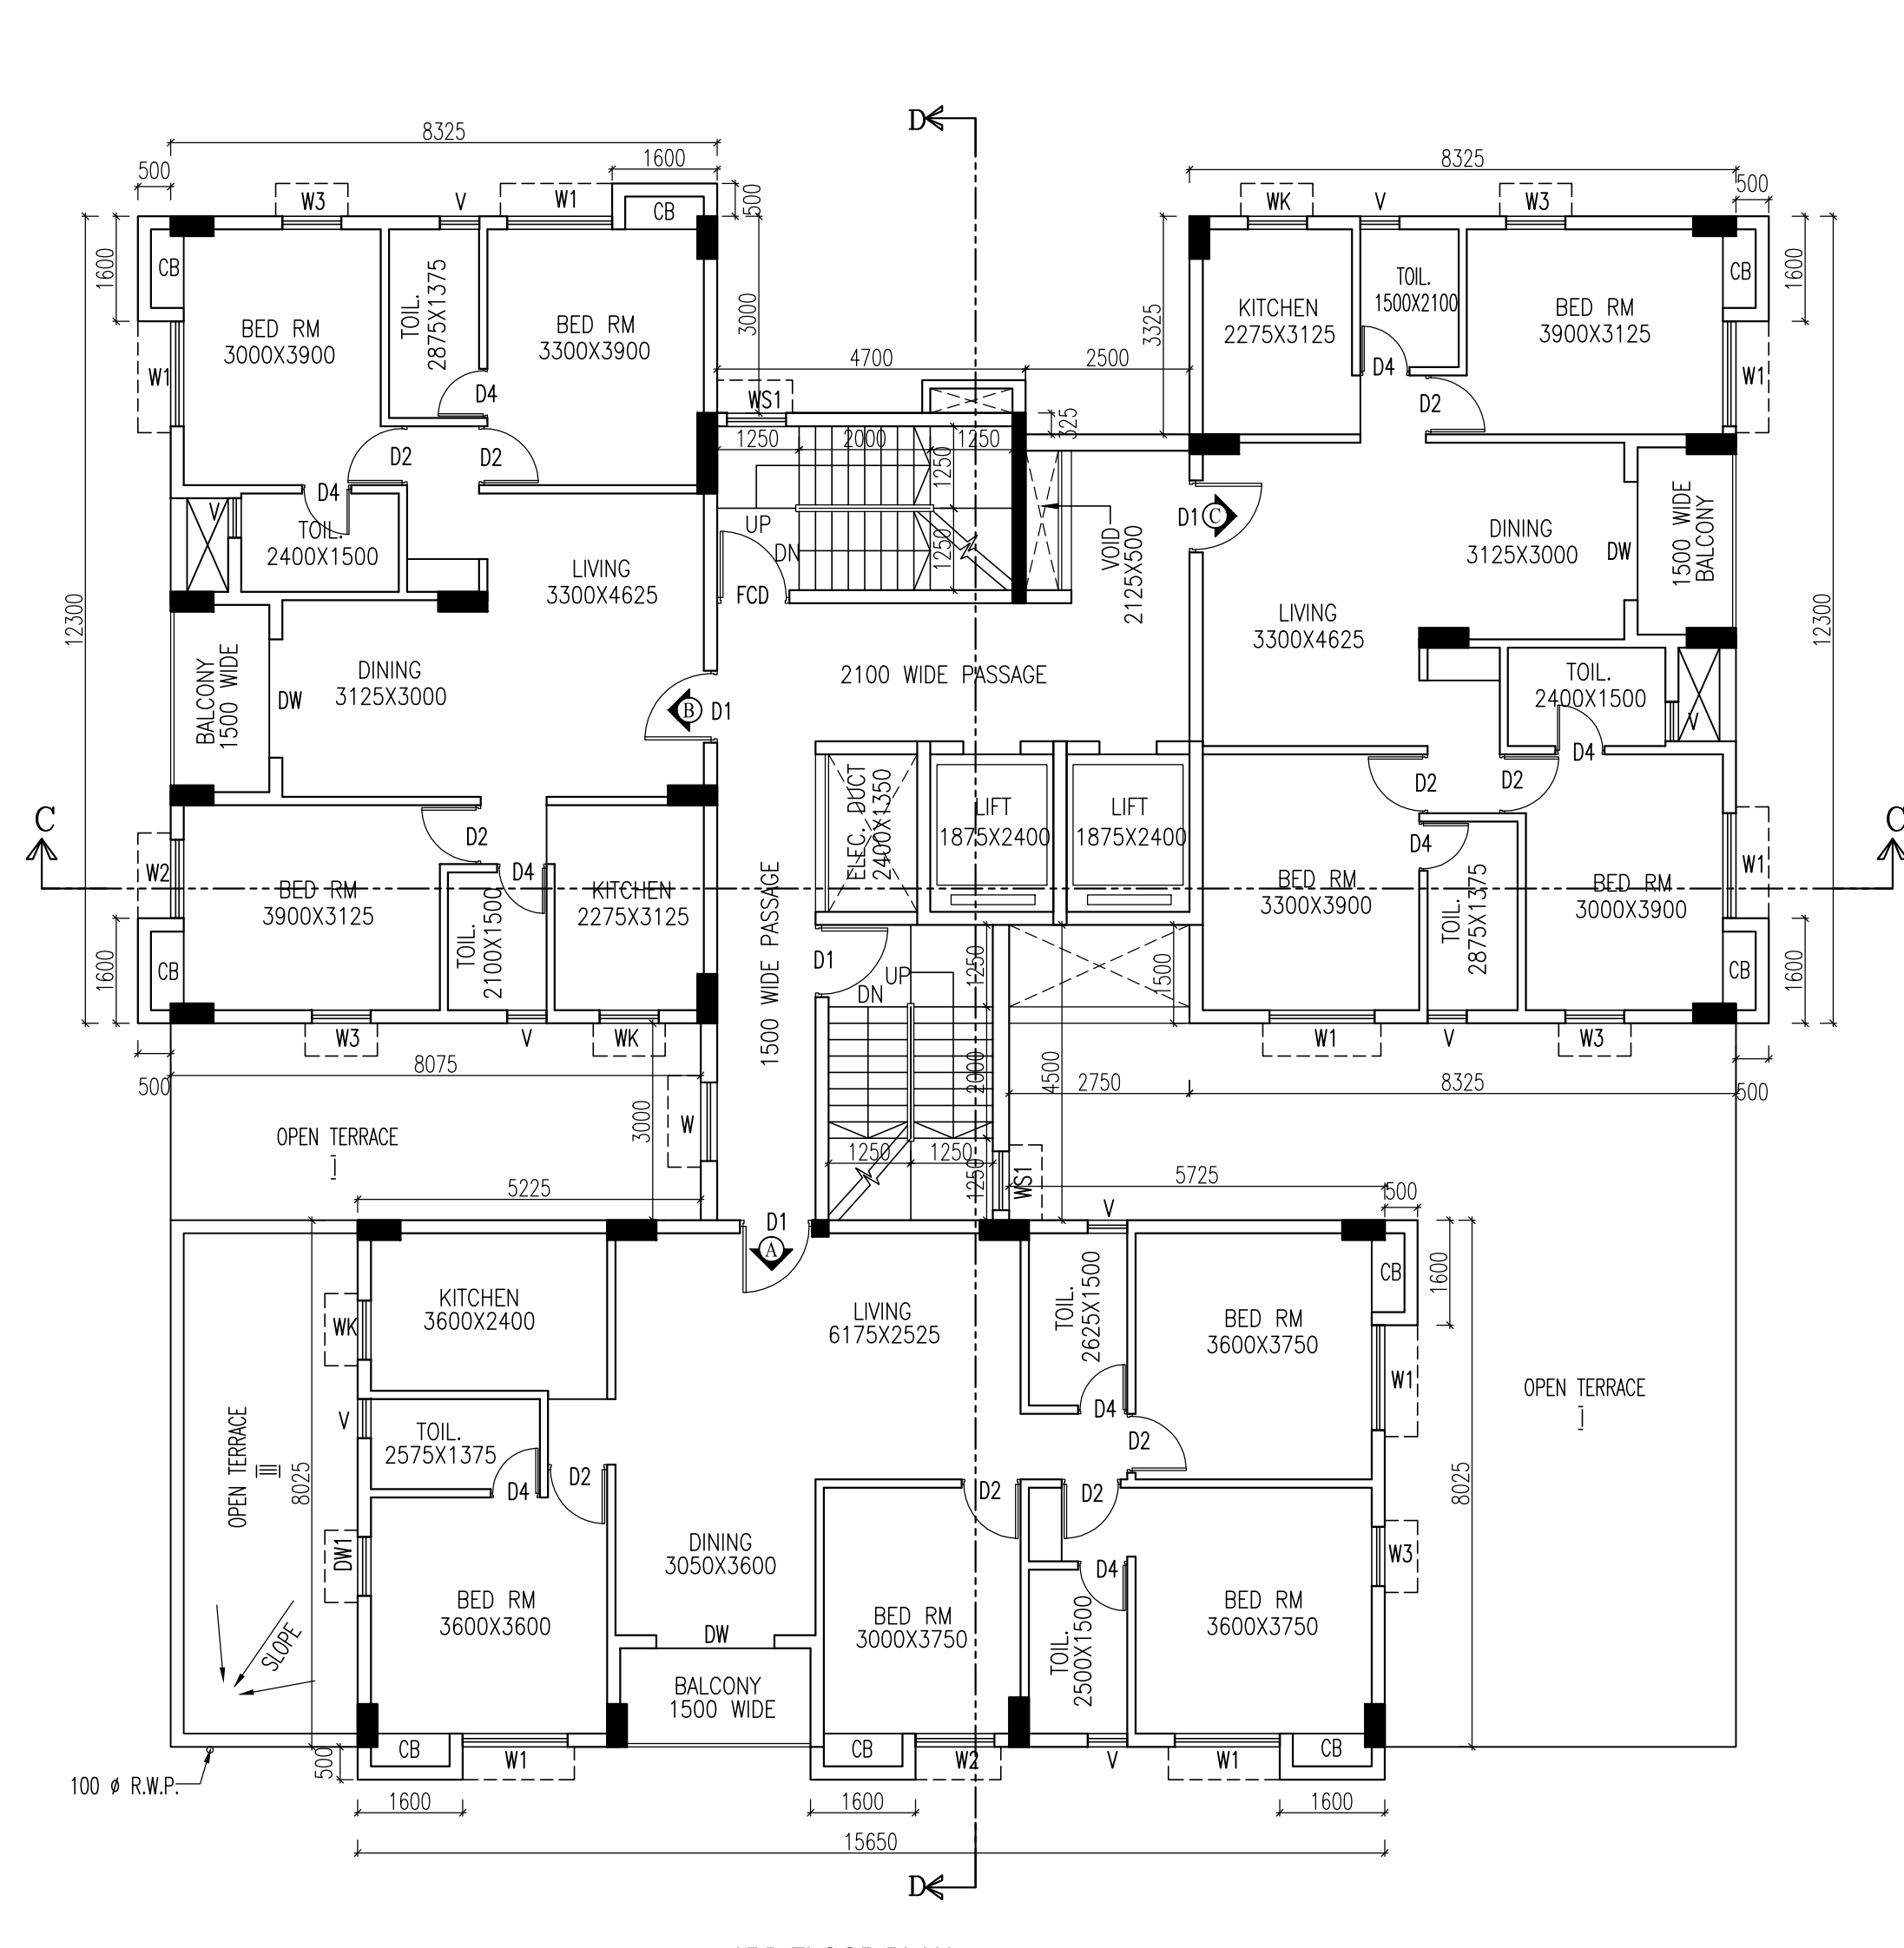 D
8325
8325
500
1600
500
500
W3
V
W1
CB
WK
V
W3
1600
CB
BED RM
3000X3900
TOIL.
2875X1375
BED RM
3300X3900
3000
3325
KITCHEN
2275X3125
TOIL.
1500X2100
BED RM
3900X3125
CB
1600
W1
D4
4700
2500
D4
W1
WS1
D2
325
1250
2000
1250
D2
D2
1250
D4
V
TOIL.
2400X1500
UP
DN
1250
VOID
2125X500
D1
C
DINING
3125X3000
DW
1500 WIDE
BALCONY
LIVING
3300X4625
FCD
LIVING
3300X4625
12300
12300
BALCONY
1500 WIDE
DW
DINING
3125X3000
2100 WIDE PASSAGE
TOIL.
2400X1500
V
B
D1
D4
D2
D2
C
D2
ELEC. DUCT
2400X1350
LIFT
1875X2400
LIFT
1875X2400
C
D4
W2
D4
BED RM
3900X3125
TOIL.
2100X1500
KITCHEN
2275X3125
1500 WIDE PASSAGE
BED RM
3300X3900
TOIL.
2875X1375
BED RM
3000X3900
W1
1600
CB
D1
UP
DN
1250
1500
CB
1600
W3
V
WK
W1
V
W3
8075
500
2000
4500
2750
8325
500
OPEN TERRACE
I
3000
W
1250
1250
1250
WS1
5225
5725
500
V
D1
A
KITCHEN
3600X2400
LIVING
6175X2525
TOIL.
2625X1500
BED RM
3600X3750
CB
1600
WK
W1
OPEN TERRACE
I
V
TOIL.
2575X1375
D4
D2
OPEN TERRACE
III
8025
D4
D2
D2
D2
8025
DW1
DINING
3050X3600
D4
W3
BED RM
3600X3600
BED RM
3000X3750
TOIL.
2500X1500
BED RM
3600X3750
SLOPE
DW
BALCONY
1500 WIDE
CB
W1
CB
W2
V
W1
CB
500
100 ø R.W.P.
1600
1600
1600
15650
D